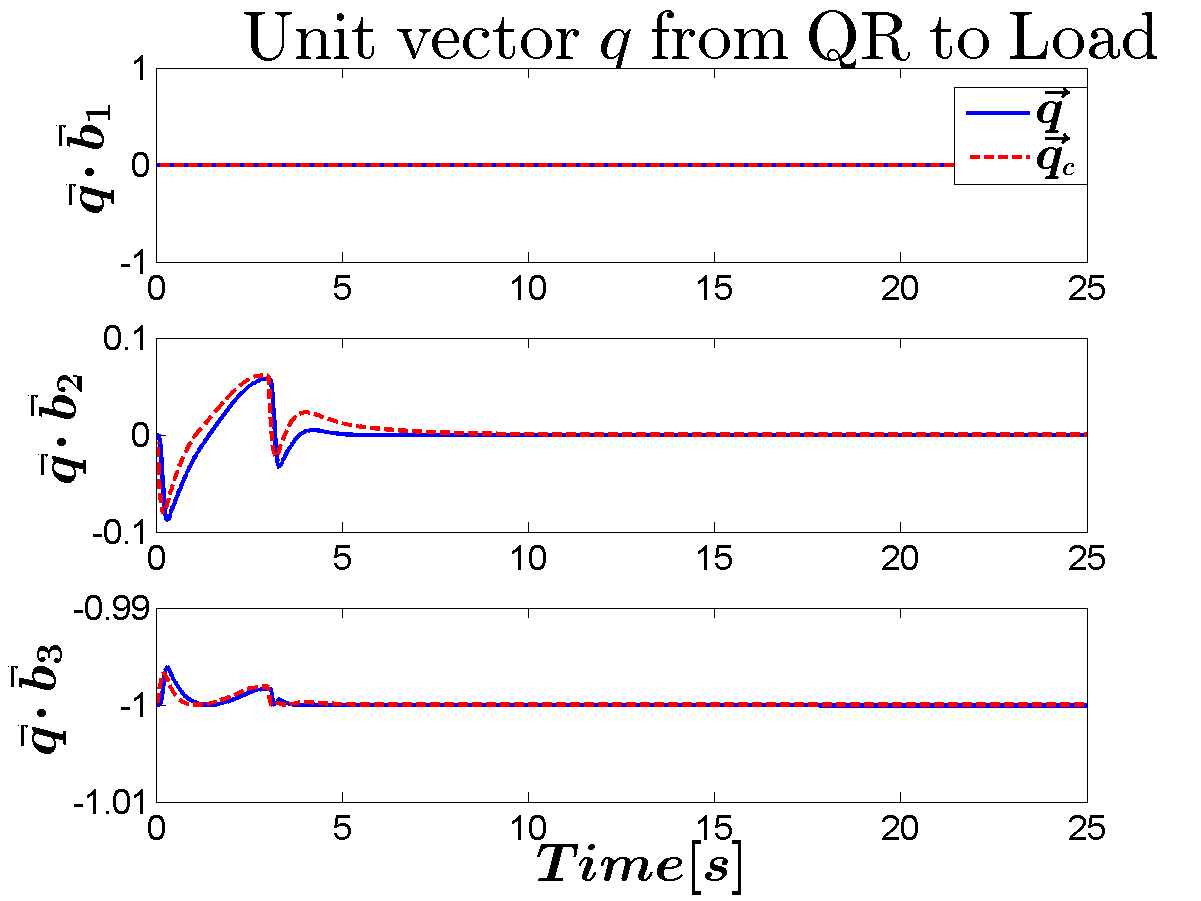 Unit vector q from QR to Load
1
0
-1
q̄ · b̄₁
q⃗
q⃗c
0 5 10 15 20 25
0.1
0
-0.1
q̄ · b̄₂
0 5 10 15 20 25
-0.99
-1
-1.01
q̄ · b̄₃
0 5 10 15 20 25
Time[s]